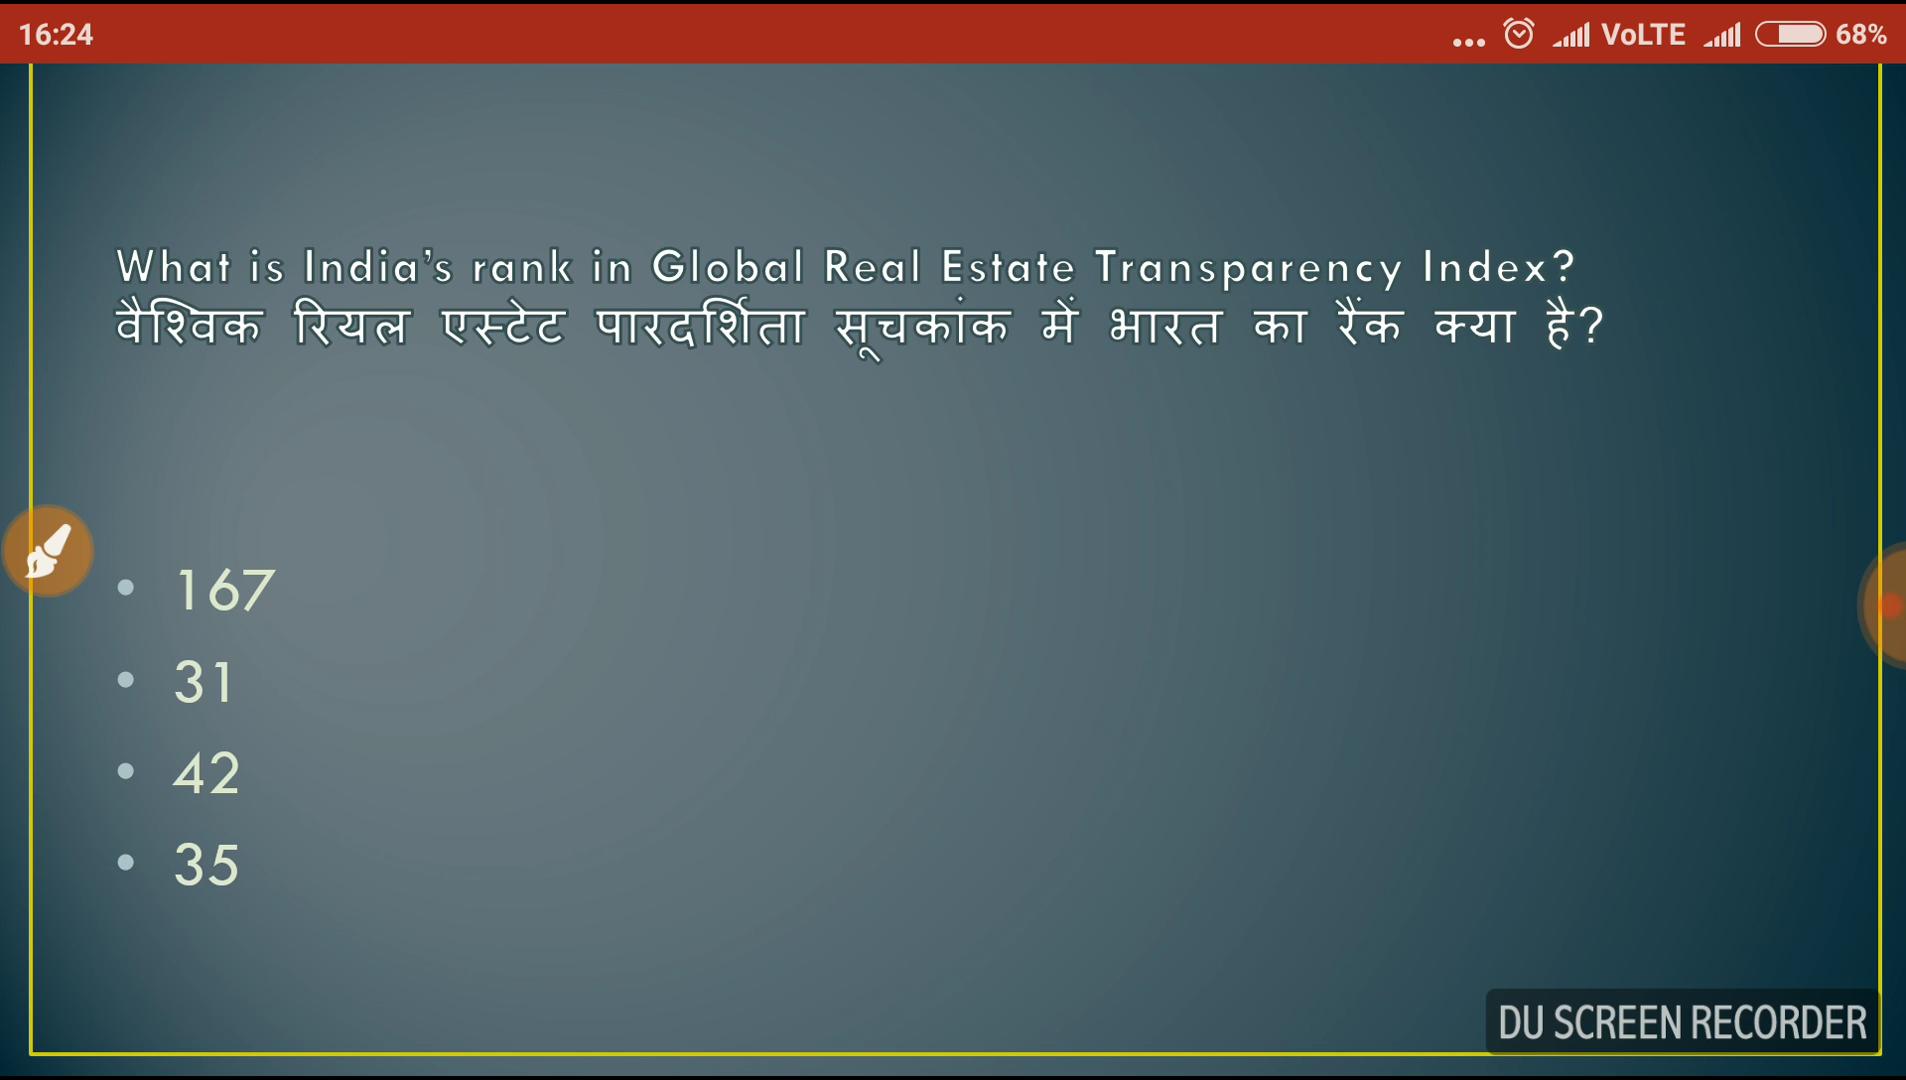 16:24
... VoLTE 68%
What is India’s rank in Global Real Estate Transparency Index?
वैश्विक रियल एस्टेट पारदर्शिता सूचकांक में भारत का रैंक क्या है?
• 167
• 31
• 42
• 35
DU SCREEN RECORDER